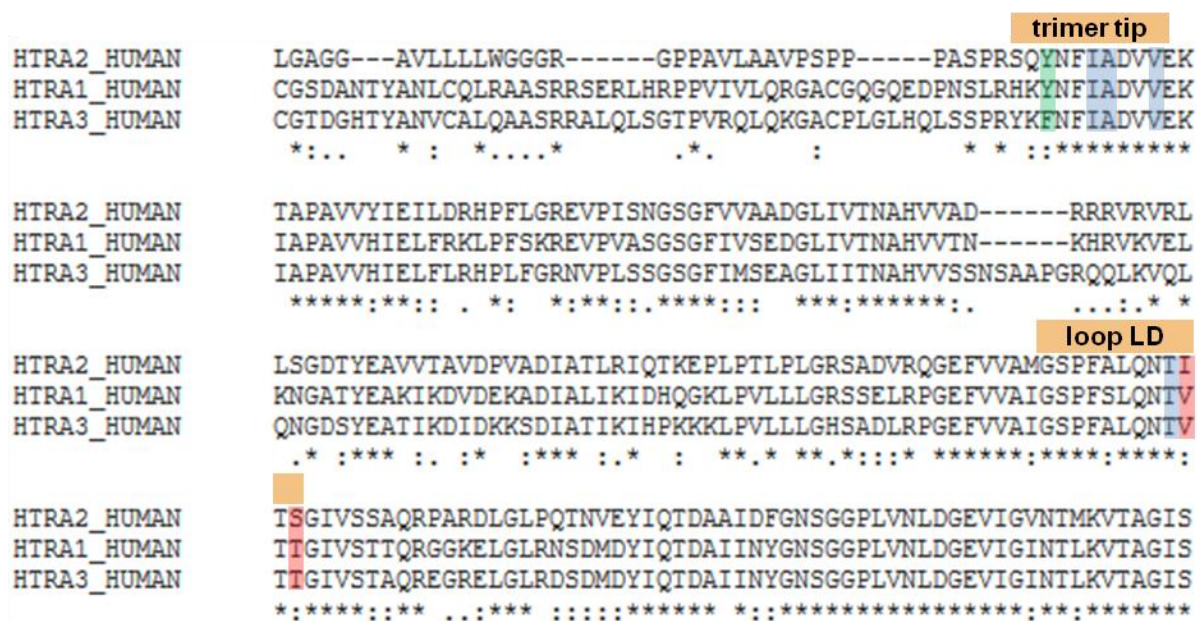 trimer tip
HTRA2_HUMAN LGAGG---AVLLLLWGGGR------GPPAVLAAVPSPP-----PASPRSQYNFIADVVEK
HTRA1_HUMAN CGSDANTYANLCQLRAASRRSERLHRPPVIVLQRGACGQGQEDPNSLRHKYNFIADVVEK
HTRA3_HUMAN CGTDGHTYANVCALQAASRRALQLSGTPVRQLQKGACPLGLHQLSSPRYKFNFIADVVEK
*:.. * : *....* .*. : * * ::*********
HTRA2_HUMAN TAPAVVYIEILDRHPFLGREVPISNGSGFVVAADGLIVTNAHVVAD------RRRVRVRL
HTRA1_HUMAN IAPAVVHIELFRKLPFSKREVPVASGSGFIVSEDGLIVTNAHVVTN------KHRVKVEL
HTRA3_HUMAN IAPAVVHIELFLRHPLFGRNVPLSSGSGFIMSEAGLIITNAHVVSSNSAAPGRQQLKVQL
*****:**:: . *: *:**::.****:: ***:******:. ...:.* *
loop LD
HTRA2_HUMAN LSGDTYEAVVTAVDPVADIATLRIQTKEPLPTLPLGRSADVRQGEFVVAMGSPFALQNTI
HTRA1_HUMAN KNGATYEAKIKDVDEKADIALIKIDHQGKLPVLLLGRSSELRPGEFVVAIGSPFSLQNTV
HTRA3_HUMAN QNGDSYEATIKDIDKKSDIATIKIHPKKKLPVLLLGHSADLRPGEFVVAIGSPFALQNTV
.* :*** :. :* :*** :.* : **.* **.*:::* ******:****:****:
HTRA2_HUMAN TSGIVSSAQRPARDLGLPQTNVEYIQTDAAIDFGNSGGPLVNLDGEVIGVNTMKVTAGIS
HTRA1_HUMAN TTGIVSTTQRGGKELGLRNSDMDYIQTDAIINYGNSGGPLVNLDGEVIGINTLKVTAGIS
HTRA3_HUMAN TTGIVSTAQREGRELGLRDSDMDYIQTDAIINYGNSGGPLVNLDGEVIGINTLKVTAGIS
*:****:** ..:*** :::::****** *::****************:**:*******